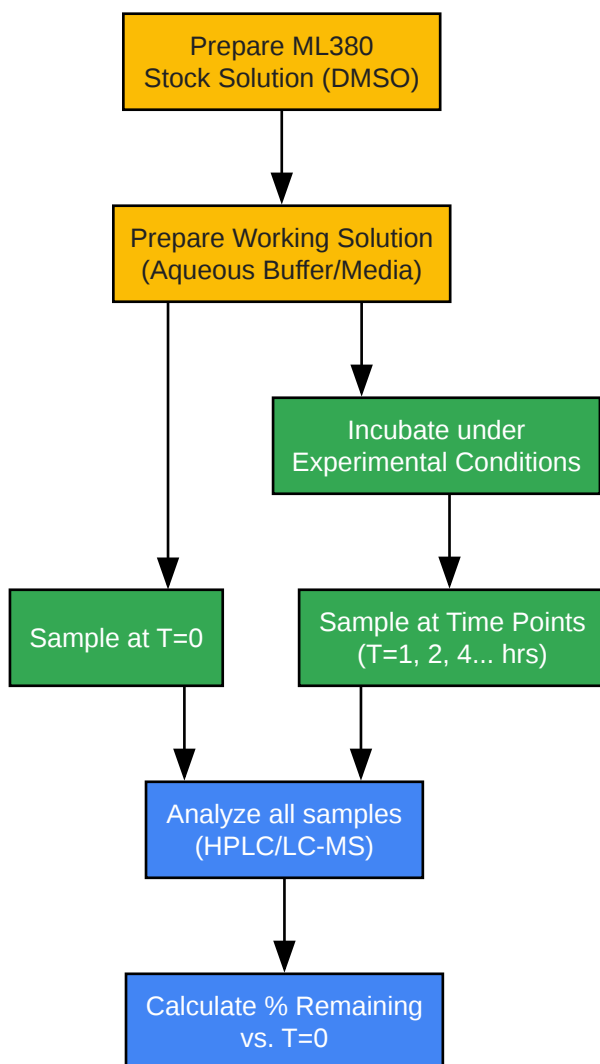 Prepare ML380
Stock Solution (DMSO)
Prepare Working Solution
(Aqueous Buffer/Media)
Incubate under
Experimental Conditions
Sample at T=0
Sample at Time Points
(T=1, 2, 4... hrs)
Analyze all samples
(HPLC/LC-MS)
Calculate % Remaining
vs. T=0